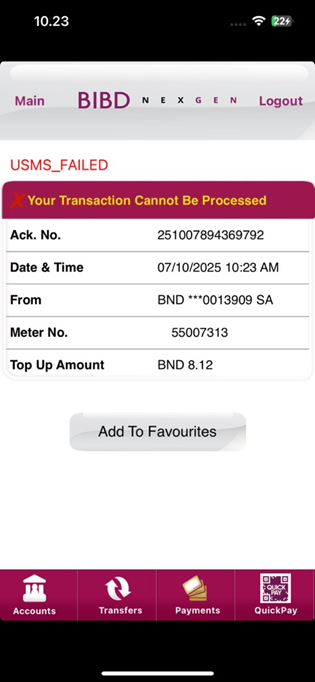 10.23
22
Main BIBD NEXGEN Logout
USMS_FAILED
Your Transaction Cannot Be Processed
Ack. No. 251007894369792
Date & Time 07/10/2025 10:23 AM
From BND ***0013909 SA
Meter No. 55007313
Top Up Amount BND 8.12
Add To Favourites
QUICK
PAY
Accounts Transfers Payments QuickPay